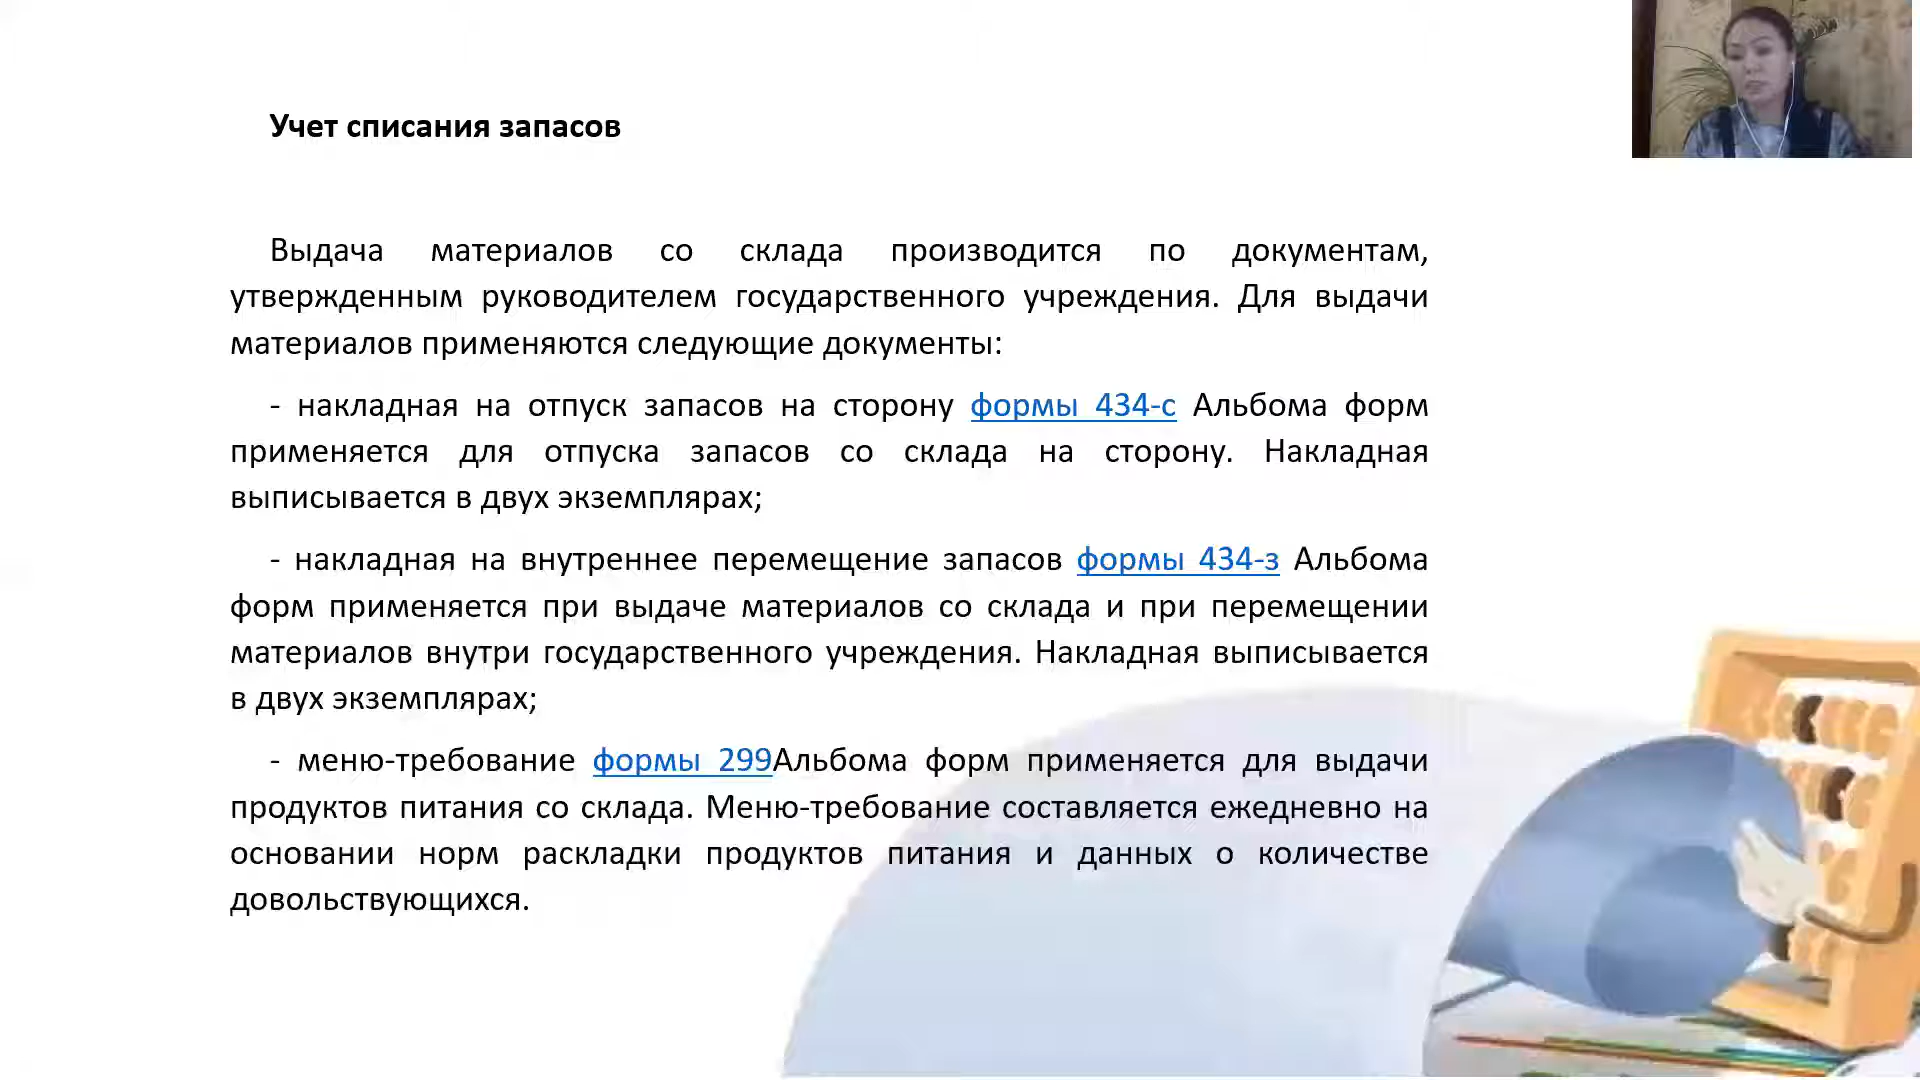 Учет списания запасов
Выдача материалов со склада производится по документам,
утвержденным руководителем государственного учреждения. Для выдачи
материалов применяются следующие документы:
- накладная на отпуск запасов на сторону формы 434-с Альбома форм
применяется для отпуска запасов со склада на сторону. Накладная
выписывается в двух экземплярах;
- накладная на внутреннее перемещение запасов формы 434-з Альбома
форм применяется при выдаче материалов со склада и при перемещении
материалов внутри государственного учреждения. Накладная выписывается
в двух экземплярах;
- меню-требование формы 299Альбома форм применяется для выдачи
продуктов питания со склада. Меню-требование составляется ежедневно на
основании норм раскладки продуктов питания и данных о количестве
довольствующихся.